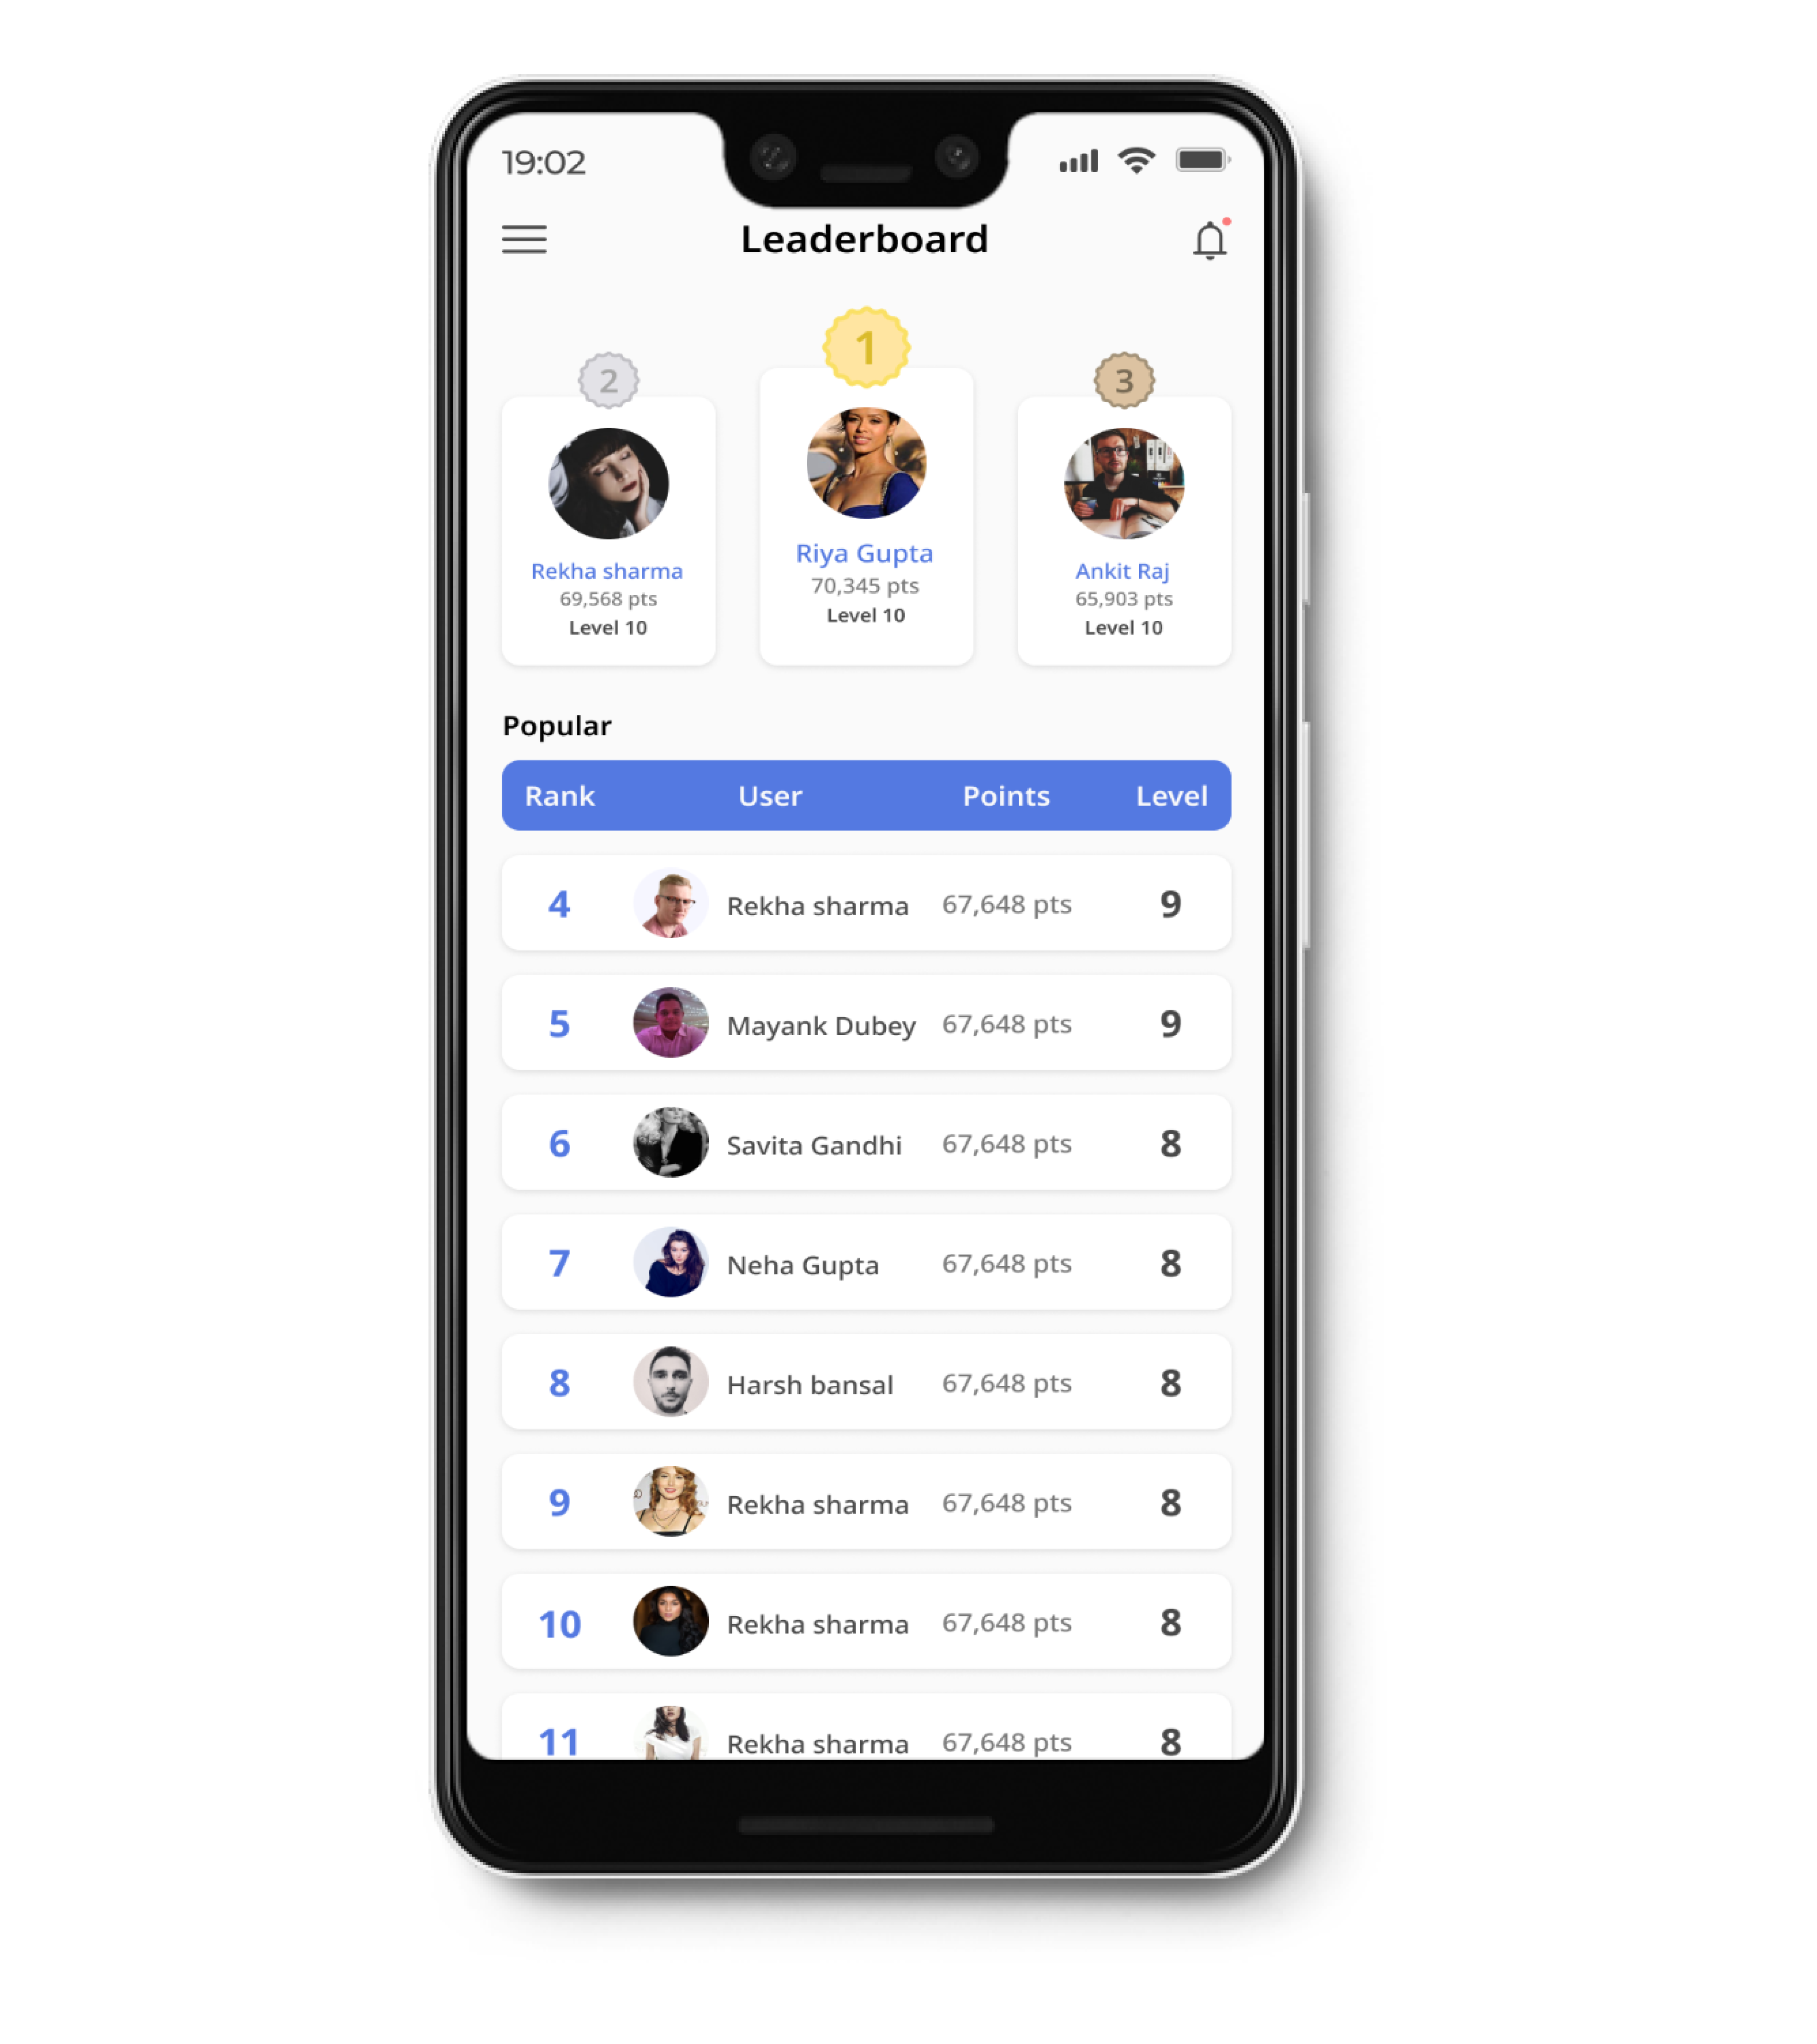 19:02
Leaderboard
1
2
3
Rekha sharma
69,568 pts
Level 10
Riya Gupta
70,345 pts
Level 10
Ankit Raj
65,903 pts
Level 10
Popular
Rank User Points Level
4 Rekha sharma 67,648 pts 9
5 Mayank Dubey 67,648 pts 9
6 Savita Gandhi 67,648 pts 8
7 Neha Gupta 67,648 pts 8
8 Harsh bansal 67,648 pts 8
9 Rekha sharma 67,648 pts 8
10 Rekha sharma 67,648 pts 8
11 Rekha sharma 67,648 pts 8